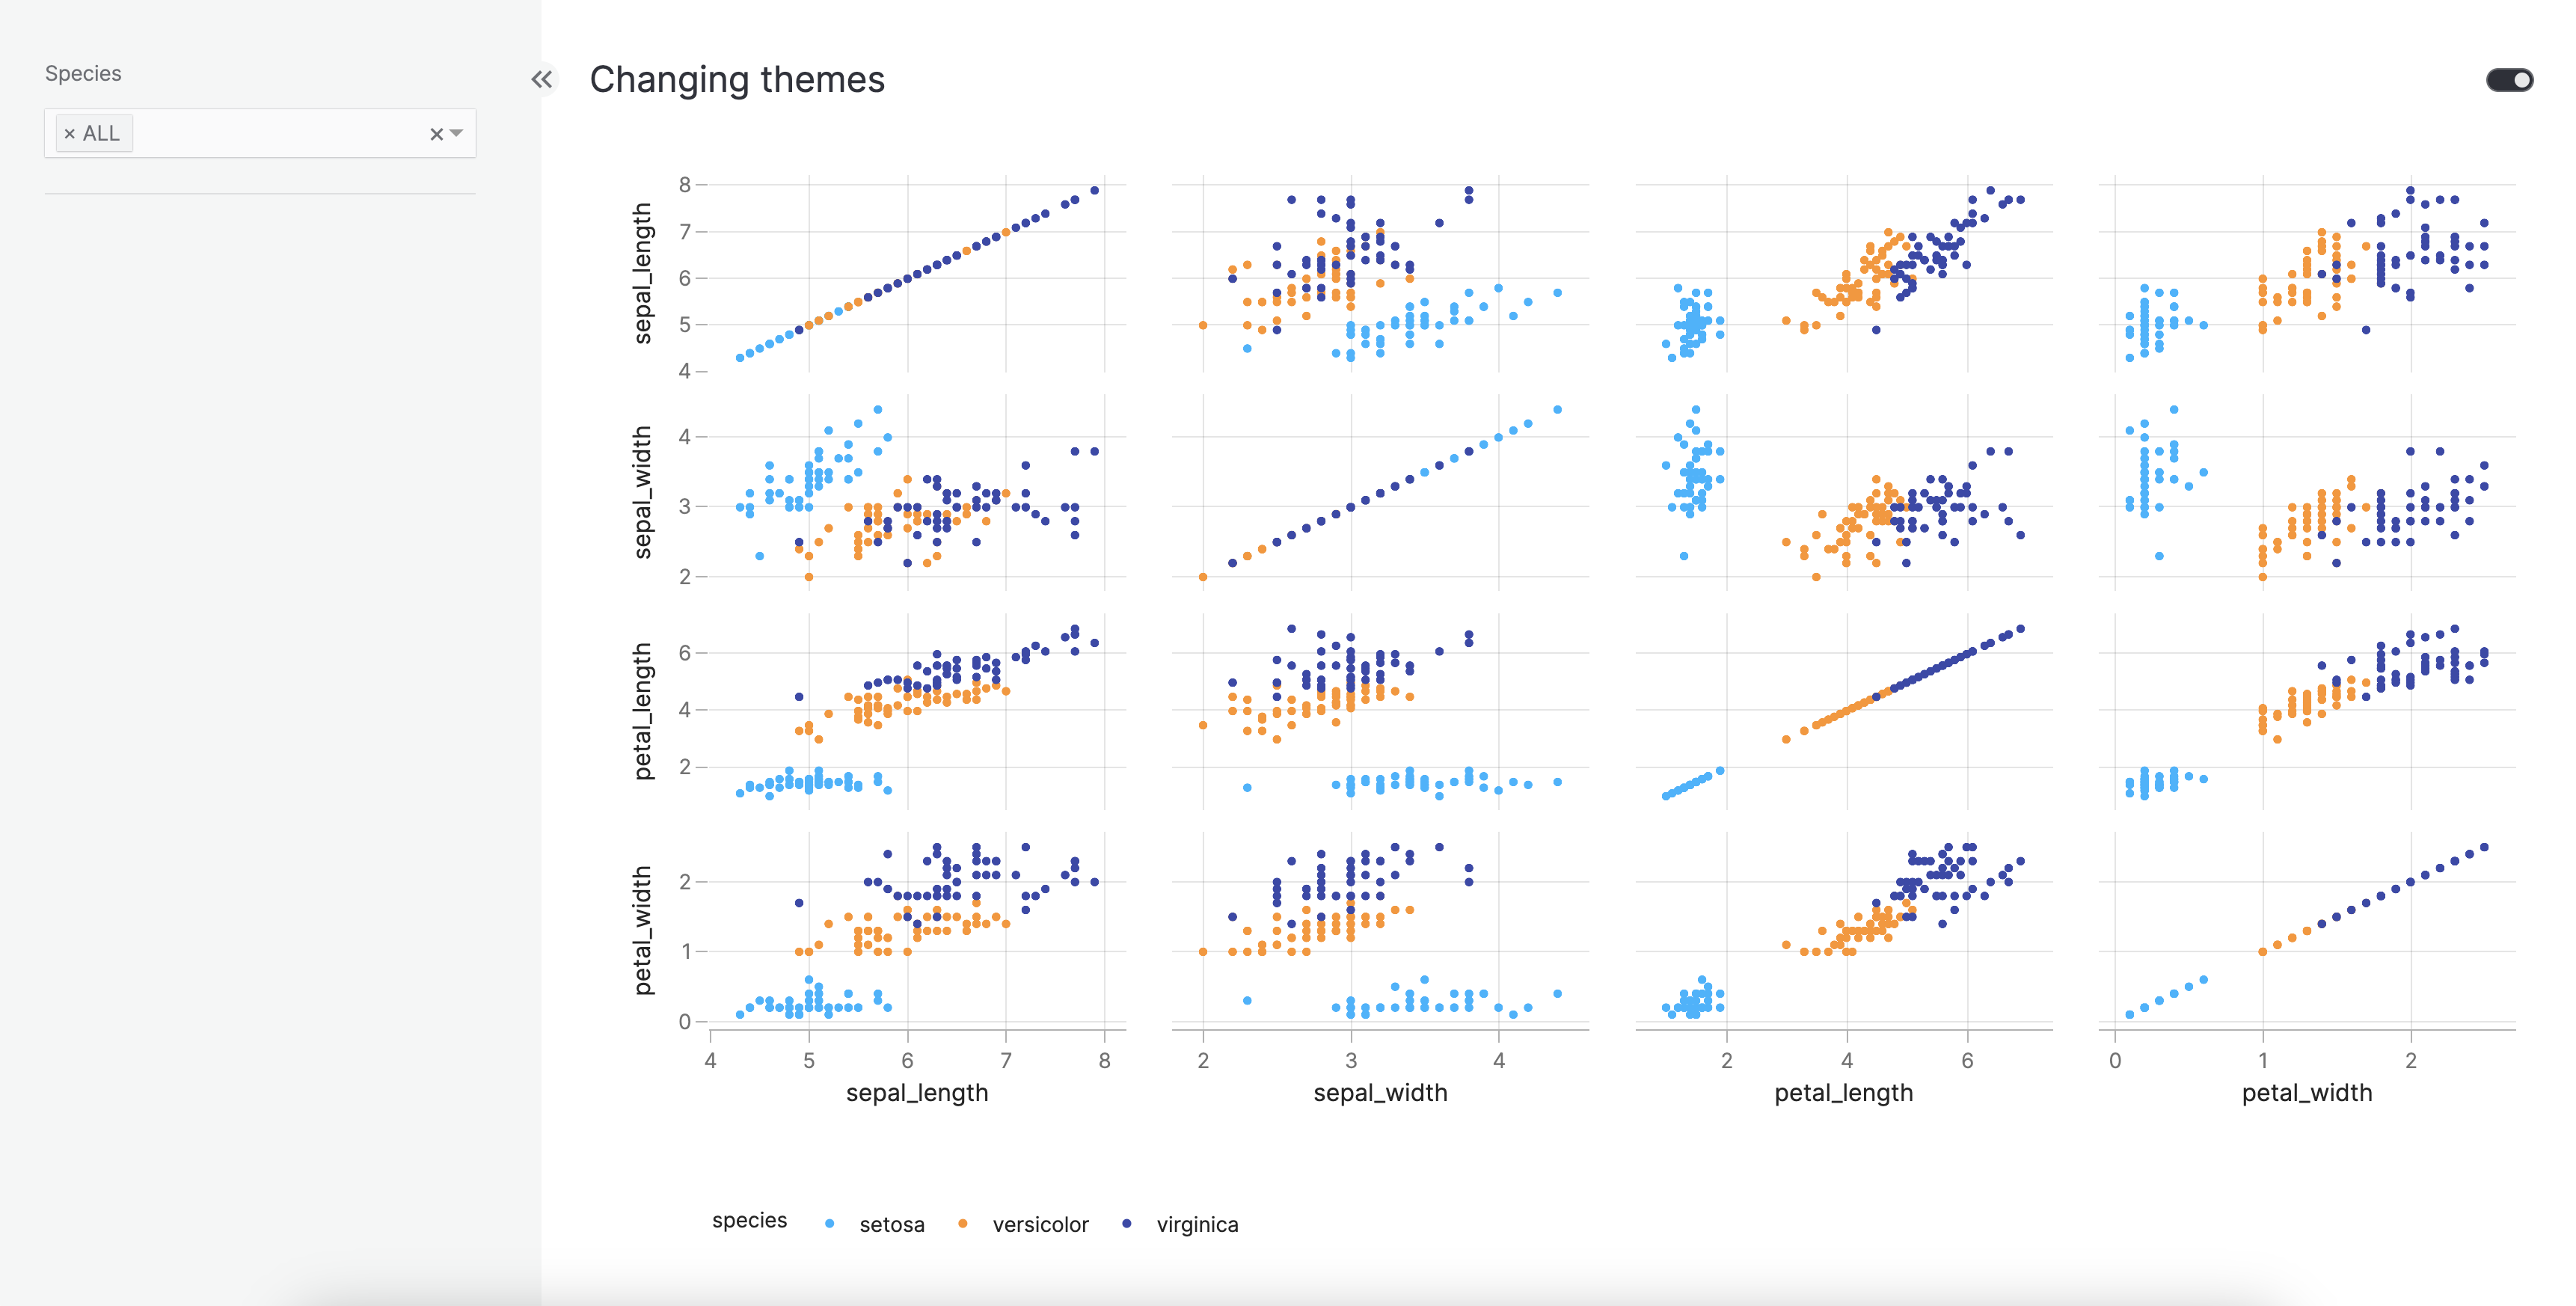 Species
× ALL
Changing themes
sepal_length
8
7
6
5
4
sepal_width
4
3
2
petal_length
6
4
2
petal_width
2
1
0
4 5 6 7 8
2 3 4
2 4 6
0 1 2
sepal_length
sepal_width
petal_length
petal_width
species setosa versicolor virginica